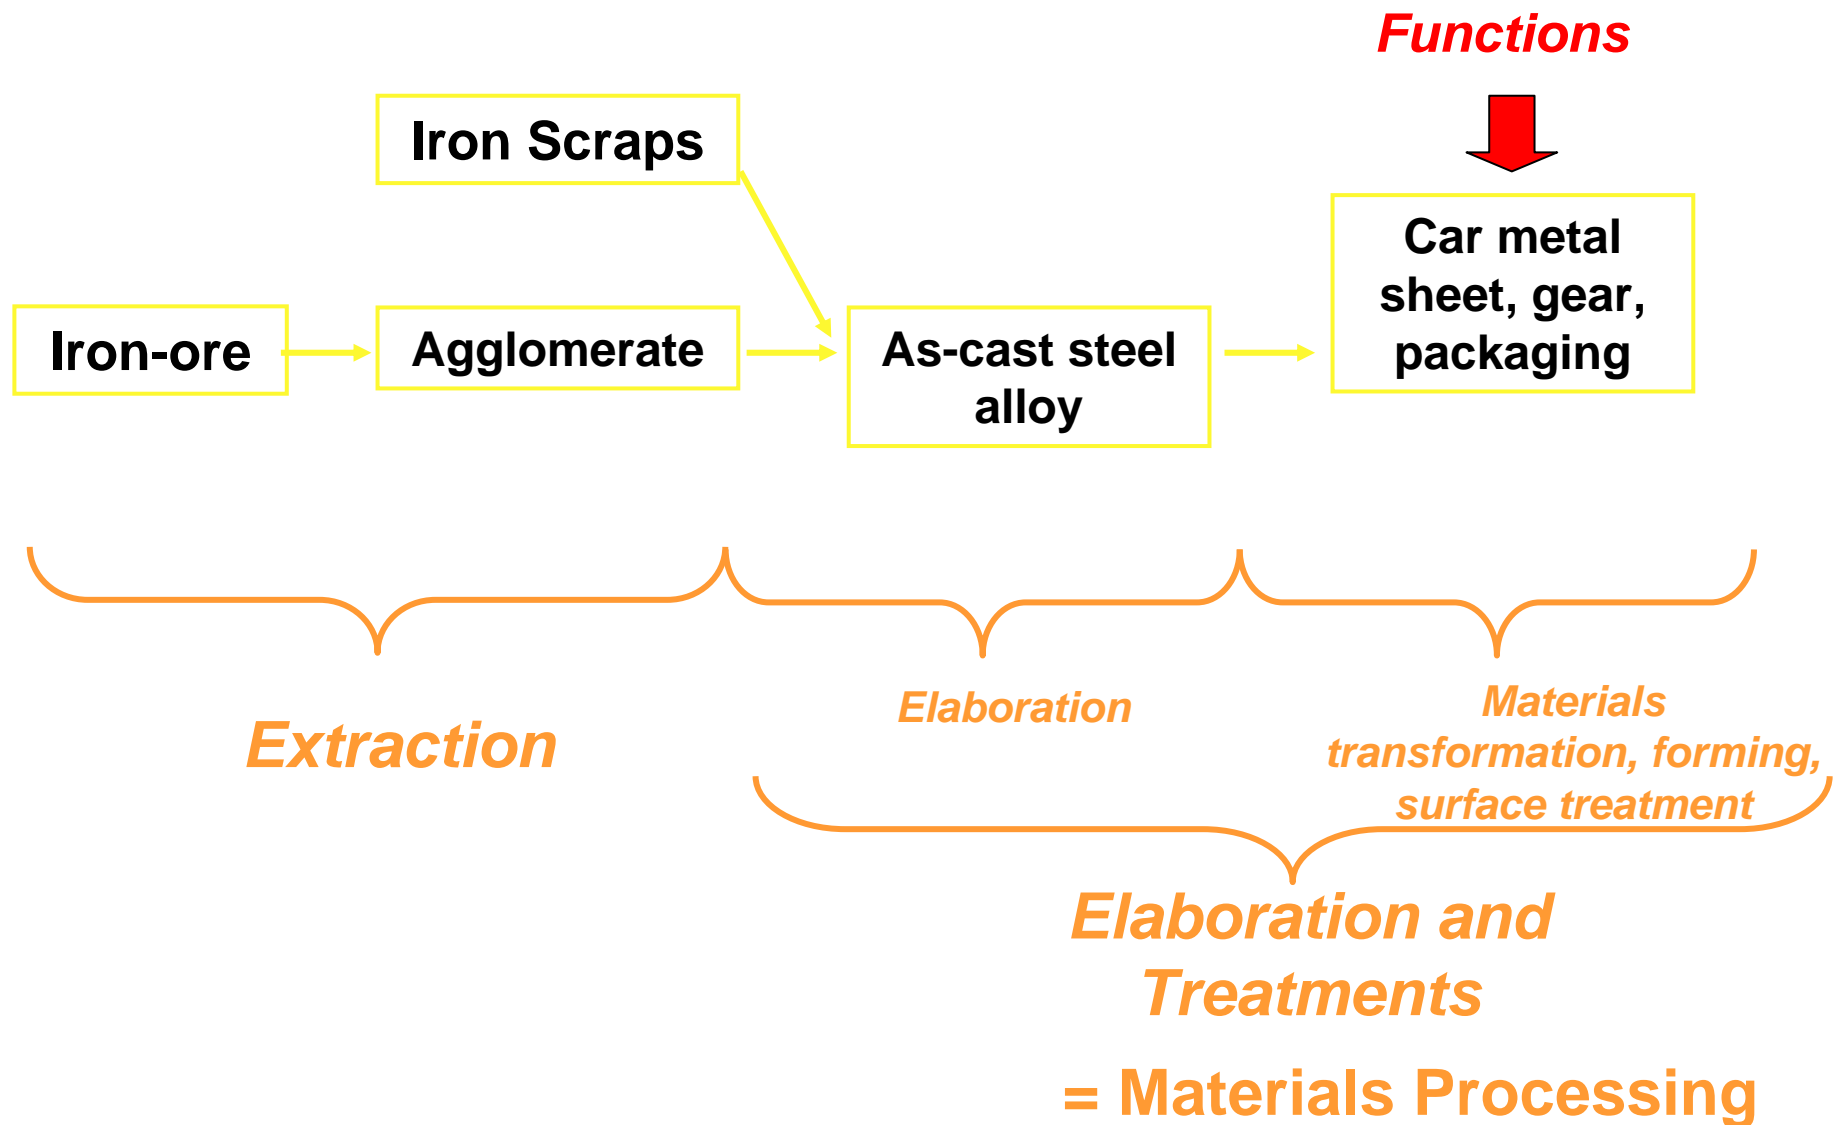 Functions
Iron Scraps
Iron-ore
Agglomerate
As-cast steel
alloy
Car metal
sheet, gear,
packaging
Extraction
Elaboration
Materials
transformation, forming,
surface treatment
Elaboration and
Treatments
= Materials Processing